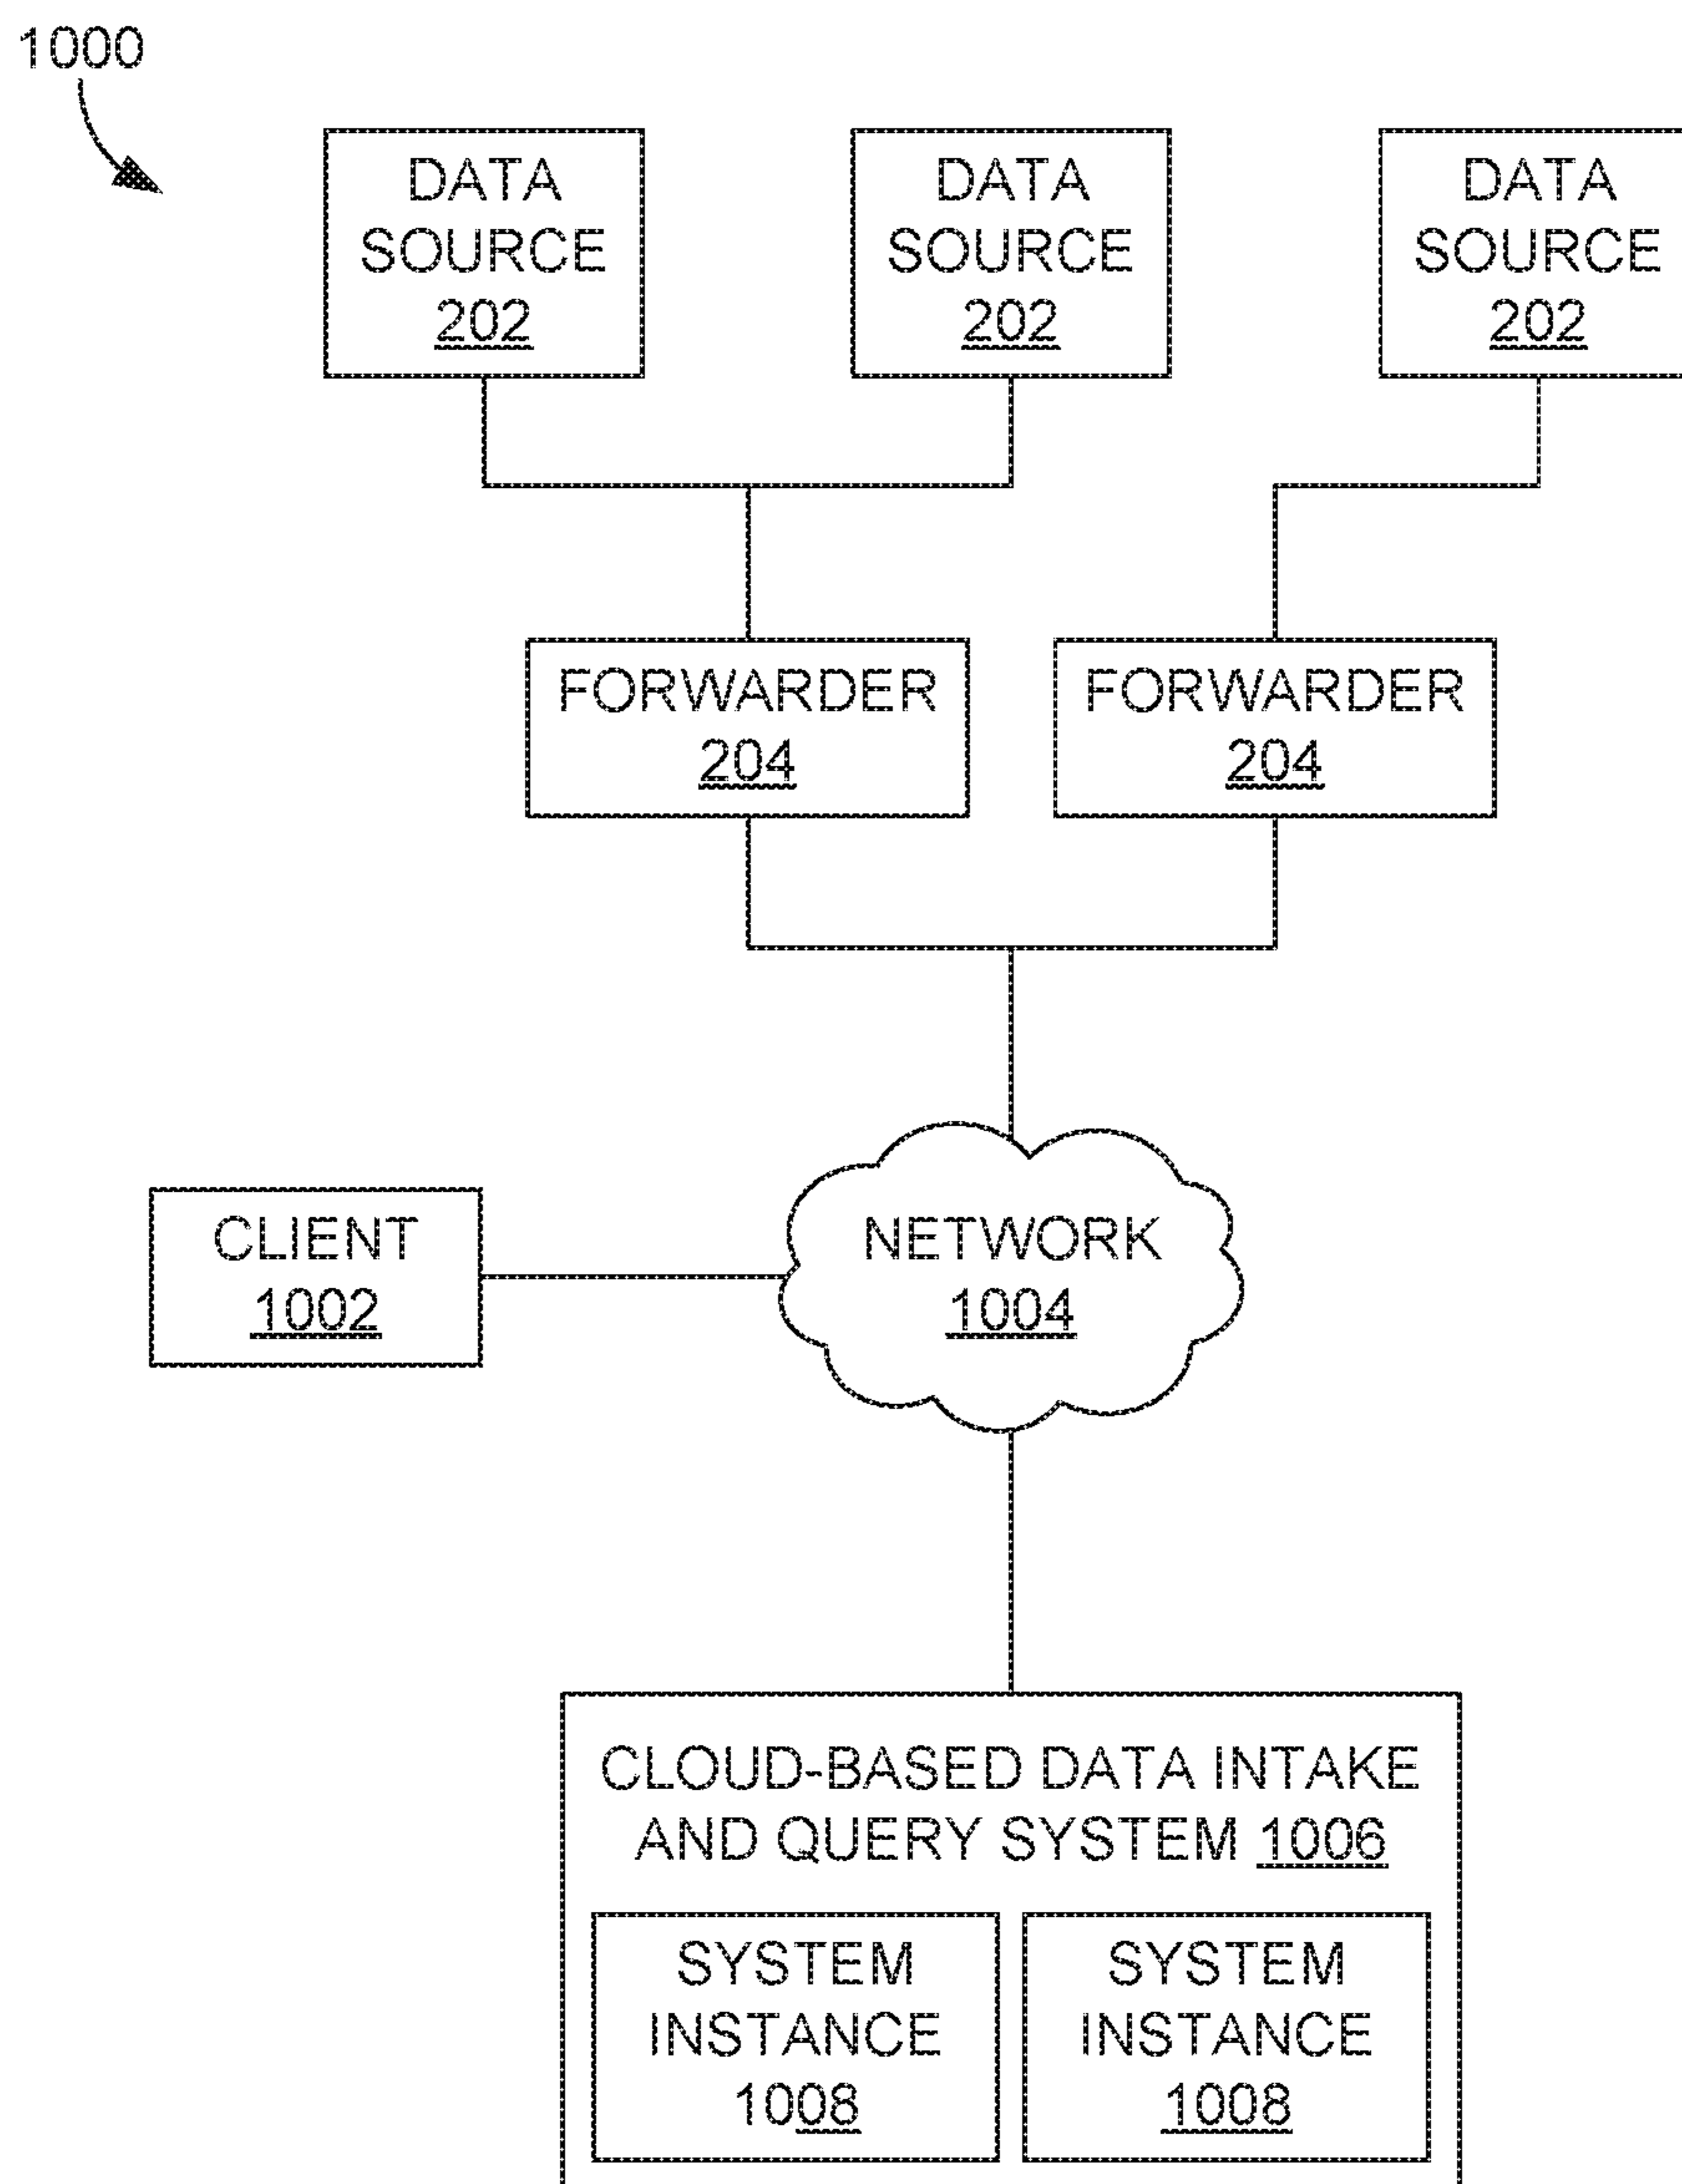 1000
DATA
SOURCE
202
DATA
SOURCE
202
DATA
SOURCE
202
FORWARDER
204
FORWARDER
204
CLIENT
1002
NETWORK
1004
CLOUD-BASED DATA INTAKE
AND QUERY SYSTEM 1006
SYSTEM
INSTANCE
1008
SYSTEM
INSTANCE
1008